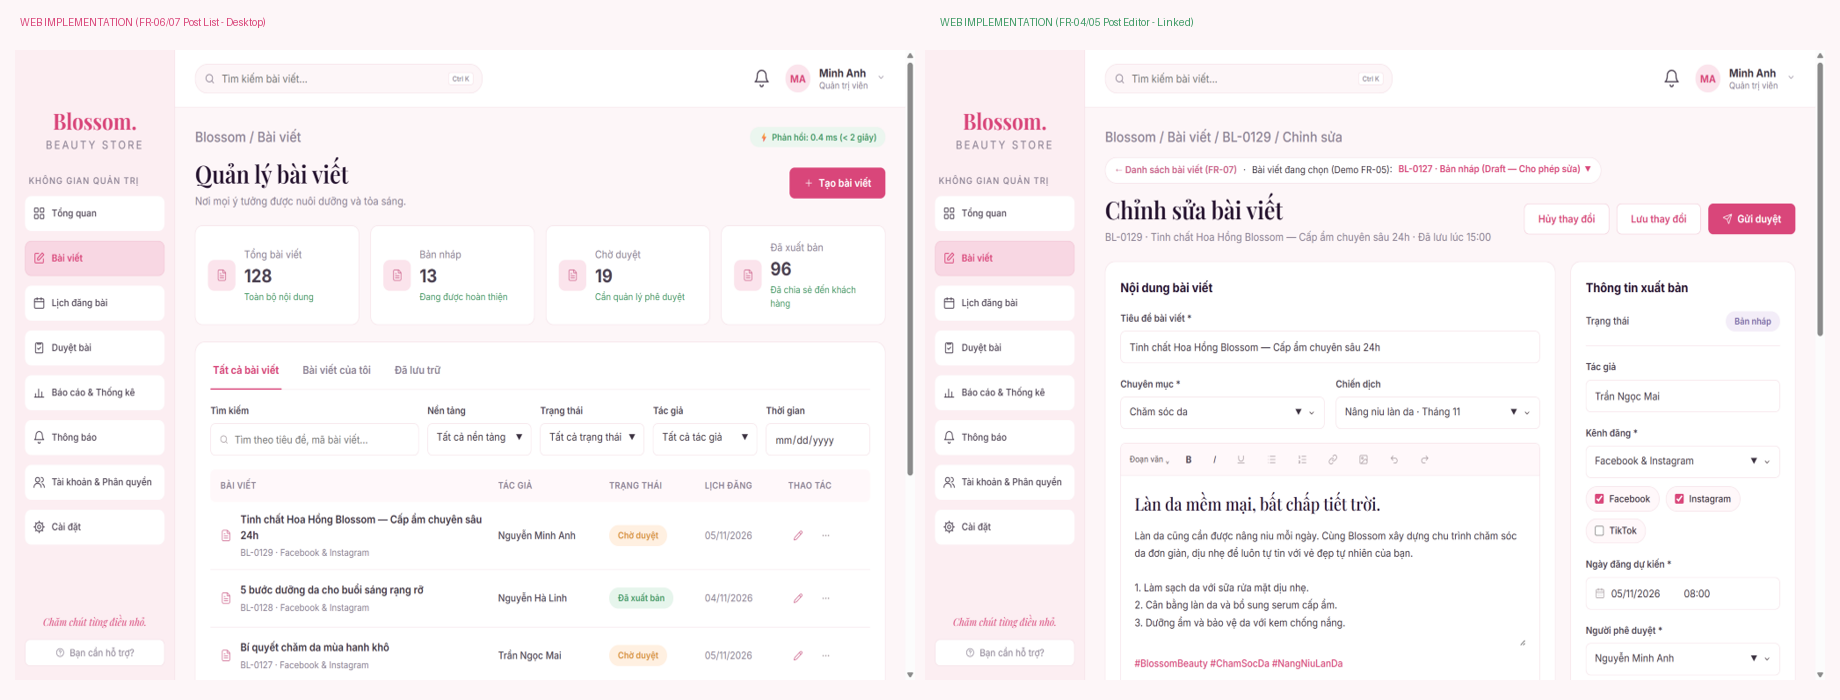 WEB IMPLEMENTATION (FR-06/07 Post List - Desktop)
Blossom.
BEAUTY STORE
KHÔNG GIAN QUẢN TRỊ
Tổng quan
Bài viết
Lịch đăng bài
Duyệt bài
Báo cáo & Thống kê
Thông báo
Tài khoản & Phân quyền
Cài đặt
Chăm chút từng điều nhỏ.
Bạn cần hỗ trợ?
Tìm kiếm bài viết...
Ctrl K
MA
Minh Anh
Quản trị viên
Blossom / Bài viết
Phản hồi: 0.4 ms (< 2 giây)
Quản lý bài viết
Nơi mọi ý tưởng được nuôi dưỡng và tỏa sáng.
+ Tạo bài viết
Tổng bài viết
128
Toàn bộ nội dung
Bản nháp
13
Đang được hoàn thiện
Chờ duyệt
19
Cần quản lý phê duyệt
Đã xuất bản
96
Đã chia sẻ đến khách
hàng
Tất cả bài viết
Bài viết của tôi
Đã lưu trữ
Tìm kiếm
Nền tảng
Trạng thái
Tác giả
Thời gian
Tìm theo tiêu đề, mã bài viết...
Tất cả nền tảng ▼
Tất cả trạng thái ▼
Tất cả tác giả ▼
mm/dd/yyyy
BÀI VIẾT
TÁC GIẢ
TRẠNG THÁI
LỊCH ĐĂNG
THAO TÁC
Tinh chất Hoa Hồng Blossom — Cấp ẩm chuyên sâu
24h
BL-0129 · Facebook & Instagram
Nguyễn Minh Anh
Chờ duyệt
05/11/2026
...
5 bước dưỡng da cho buổi sáng rạng rỡ
BL-0128 · Facebook & Instagram
Nguyễn Hà Linh
Đã xuất bản
04/11/2026
...
Bí quyết chăm da mùa hanh khô
BL-0127 · Facebook & Instagram
Trần Ngọc Mai
Chờ duyệt
05/11/2026
...
WEB IMPLEMENTATION (FR-04/05 Post Editor - Linked)
Blossom.
BEAUTY STORE
KHÔNG GIAN QUẢN TRỊ
Tổng quan
Bài viết
Lịch đăng bài
Duyệt bài
Báo cáo & Thống kê
Thông báo
Tài khoản & Phân quyền
Cài đặt
Chăm chút từng điều nhỏ.
Bạn cần hỗ trợ?
Tìm kiếm bài viết...
Ctrl K
MA
Minh Anh
Quản trị viên
Blossom / Bài viết / BL-0129 / Chỉnh sửa
← Danh sách bài viết (FR-07) · Bài viết đang chọn (Demo FR-05): BL-0127 · Bản nháp (Draft — Cho phép sửa) ▼
Chỉnh sửa bài viết
BL-0129 · Tinh chất Hoa Hồng Blossom — Cấp ẩm chuyên sâu 24h · Đã lưu lúc 15:00
Hủy thay đổi
Lưu thay đổi
Gửi duyệt
Nội dung bài viết
Tiêu đề bài viết *
Tinh chất Hoa Hồng Blossom — Cấp ẩm chuyên sâu 24h
Chuyên mục *
Chiến dịch
Chăm sóc da ▼
Nâng niu làn da · Tháng 11 ▼
Đoạn văn
B
I
U
Làn da mềm mại, bất chấp tiết trời.
Làn da cũng cần được nâng niu mỗi ngày. Cùng Blossom xây dựng chu trình chăm sóc
da đơn giản, dịu nhẹ để luôn tự tin với vẻ đẹp tự nhiên của bạn.
1. Làm sạch da với sữa rửa mặt dịu nhẹ.
2. Cân bằng làn da và bổ sung serum cấp ẩm.
3. Dưỡng ẩm và bảo vệ da với kem chống nắng.
#BlossomBeauty #ChamSocDa #NangNiuLanDa
Thông tin xuất bản
Trạng thái
Bản nháp
Tác giả
Trần Ngọc Mai
Kênh đăng *
Facebook & Instagram ▼
Facebook
Instagram
TikTok
Ngày đăng dự kiến *
05/11/2026 08:00
Người phê duyệt *
Nguyễn Minh Anh ▼